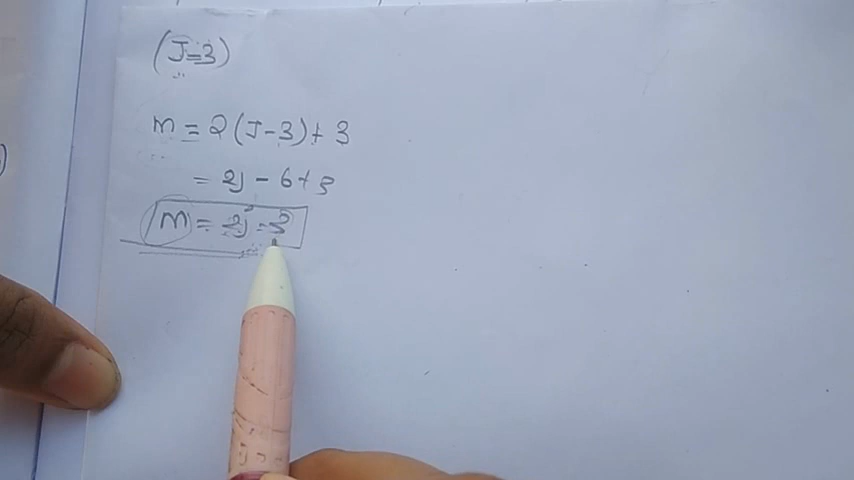 (J-3)
m = 2(J-3)+3
= 2j - 6+3
m = 2j -3